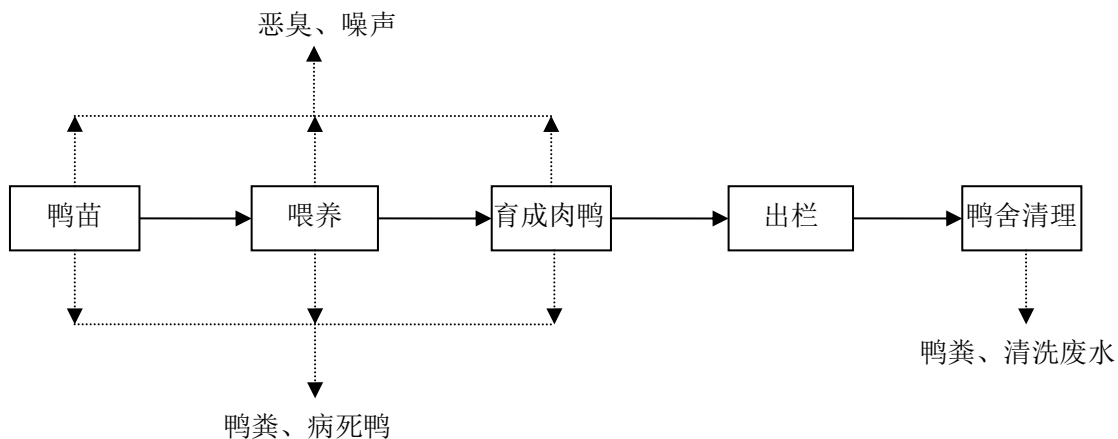 恶臭、噪声
鸭苗
喂养
育成肉鸭
出栏
鸭舍清理
鸭粪、清洗废水
鸭粪、病死鸭